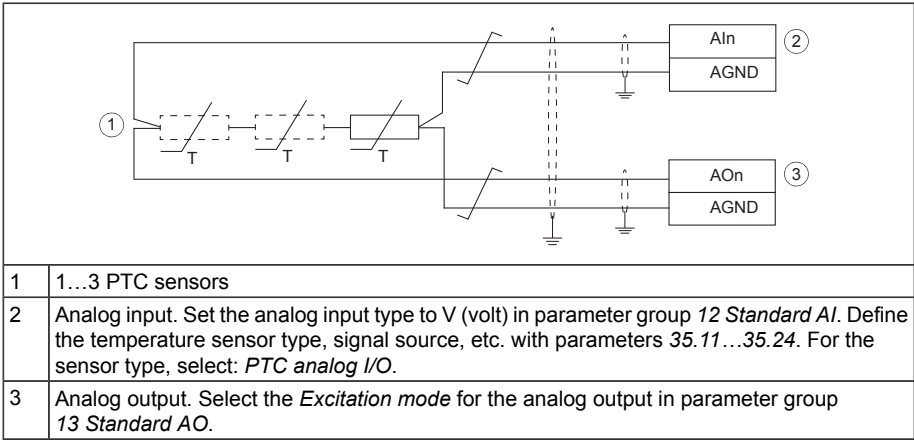 AIn
2
AGND
1
T
T
T
AOn
3
AGND
1 1…3 PTC sensors
2 Analog input. Set the analog input type to V (volt) in parameter group 12 Standard AI. Define
the temperature sensor type, signal source, etc. with parameters 35.11…35.24. For the
sensor type, select: PTC analog I/O.
3 Analog output. Select the Excitation mode for the analog output in parameter group
13 Standard AO.